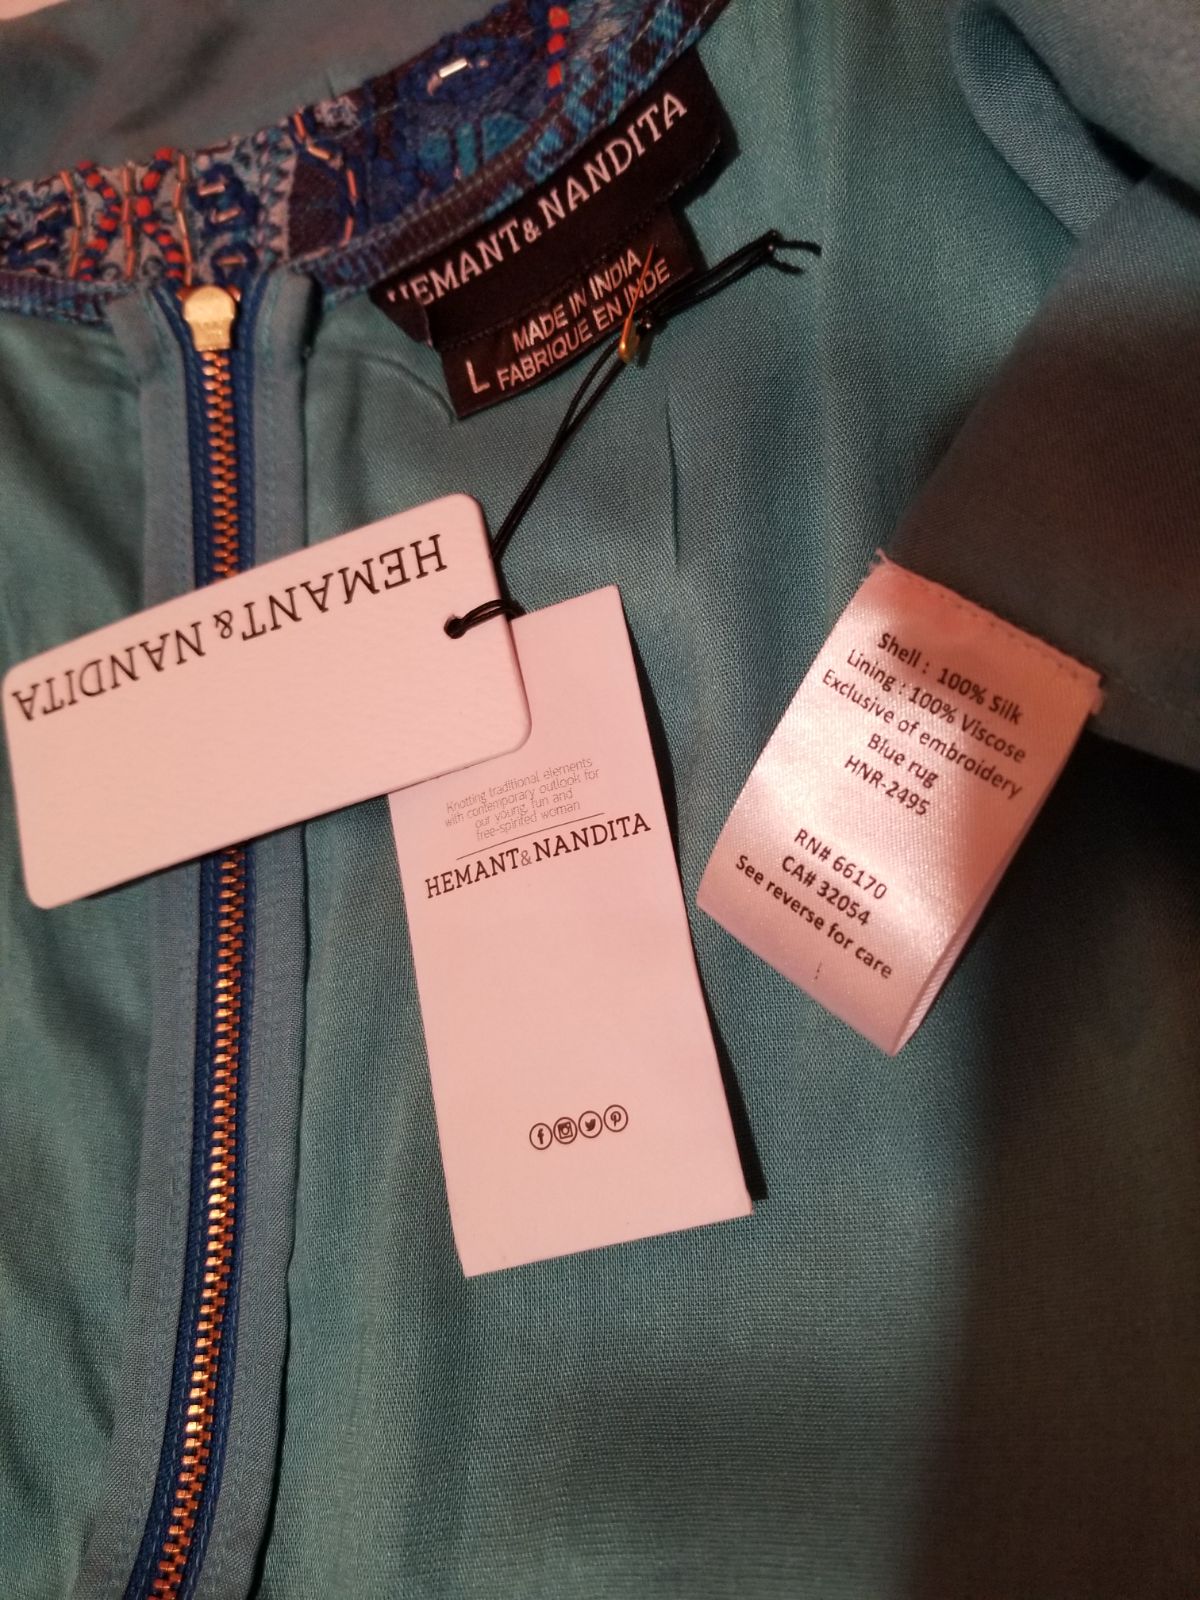 HEMANT & NANDITA
MADE IN INDIA
L FABRIQUE EN INDE
HEMANT & NANDITA
Knotting traditional elements
with contemporary outlook for
our young, fun and
free-spirited woman
HEMANT & NANDITA
Shell : 100% Silk
Lining : 100% Viscose
Exclusive of embroidery
Blue rug
HNR-2495
RN# 66170
CA# 32054
See reverse for care